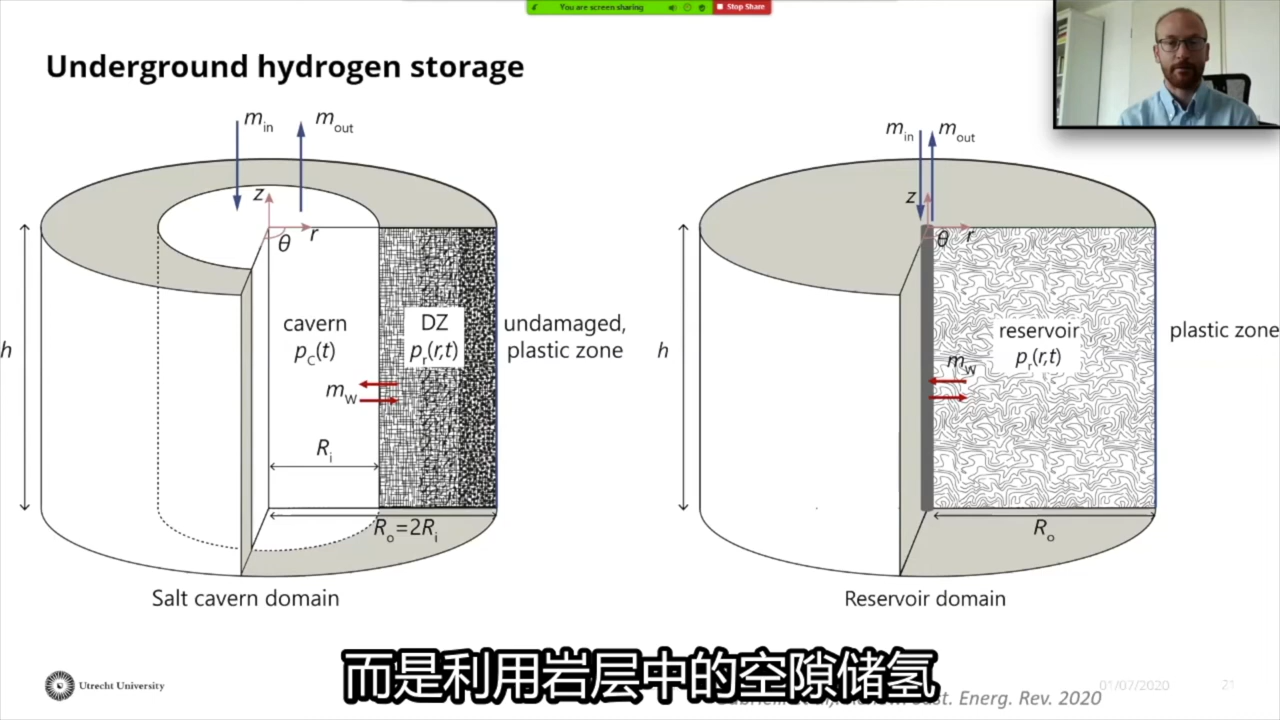 You are screen sharing
Stop Share
Underground hydrogen storage
m_in
m_out
z
θ
r
h
cavern
p_c(t)
DZ
p_r(r,t)
undamaged,
plastic zone
m_w
R_i
R_o=2R_i
Salt cavern domain
m_in
m_out
z
θ
r
h
reservoir
p_r(r,t)
plastic zone
m_w
R_o
Reservoir domain
而是利用岩层中的空隙储氢
Utrecht University
ust. Energ. Rev. 2020
01/07/2020
21